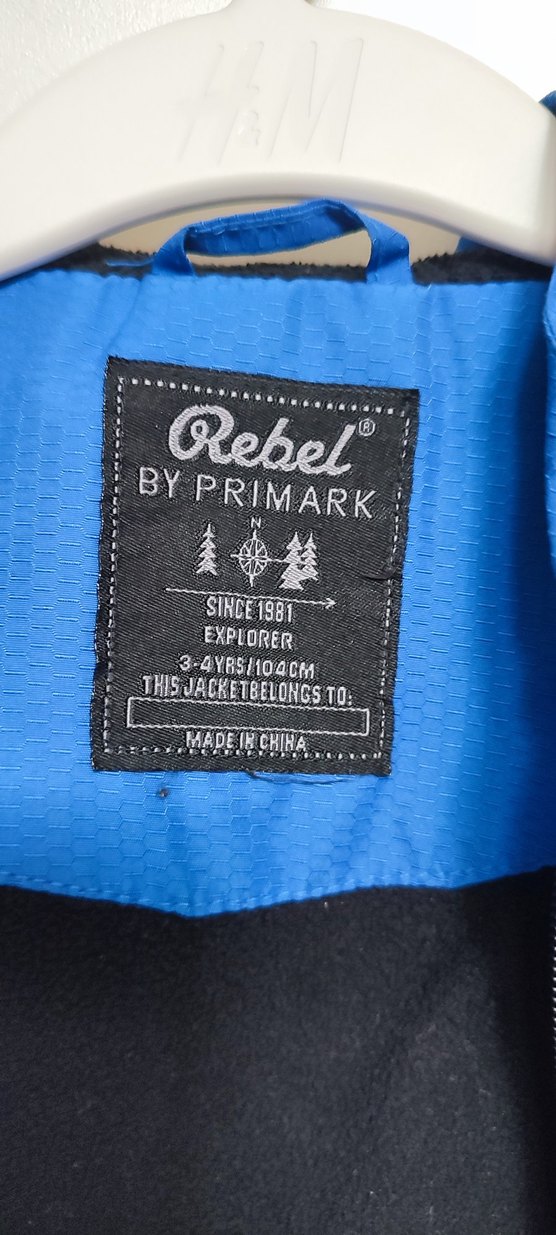 H&M
Rebel®
BY PRIMARK
N
SINCE 1981
EXPLORER
3-4YRS/104CM
THIS JACKETBELONGS TO:
MADE IN CHINA